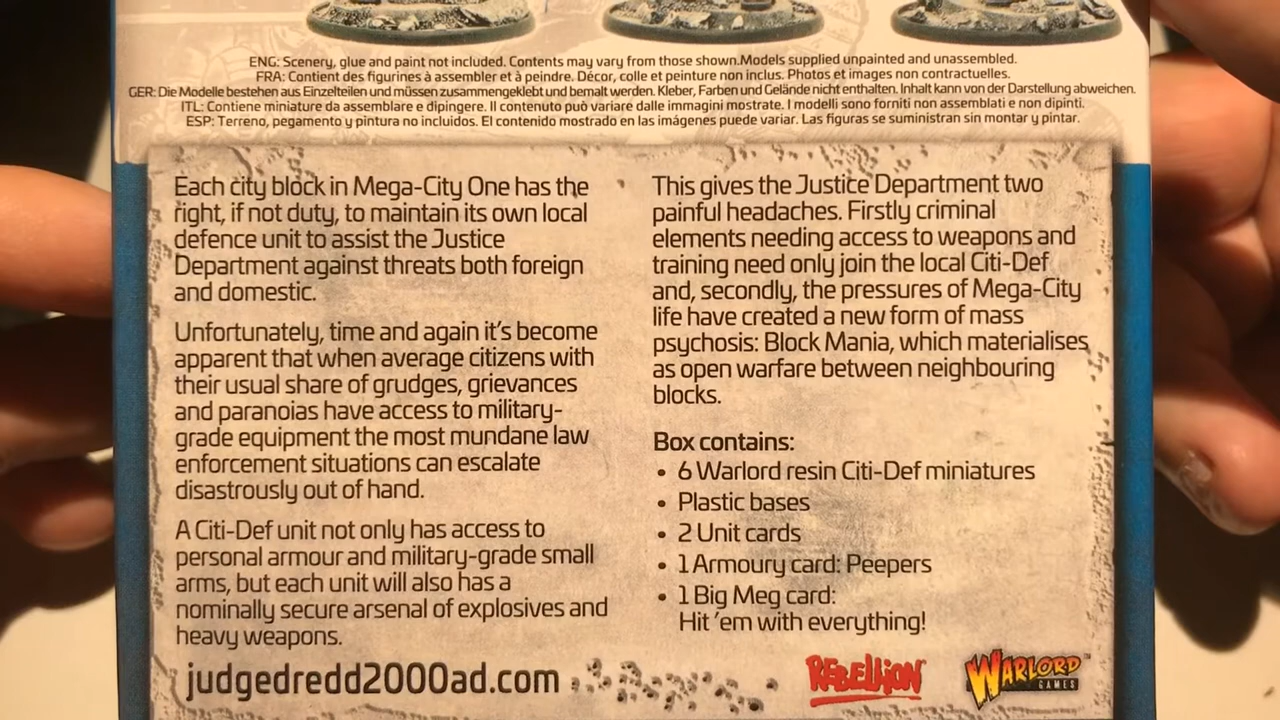 ENG: Scenery, glue and paint not included. Contents may vary from those shown.Models supplied unpainted and unassembled.
FRA: Contient des figurines à assembler et à peindre. Décor, colle et peinture non inclus. Photos et images non contractuelles.
GER: Die Modelle bestehen aus Einzelteilen und müssen zusammengeklebt und bemalt werden. Kleber, Farben und Gelände nicht enthalten. Inhalt kann von der Darstellung abweichen.
ITL: Contiene miniature da assemblare e dipingere. Il contenuto può variare dalle immagini mostrate. I modelli sono forniti non assemblati e non dipinti.
ESP: Terreno, pegamento y pintura no incluidos. El contenido mostrado en las imágenes puede variar. Las figuras se suministran sin montar y pintar.
Each city block in Mega-City One has the
right, if not duty, to maintain its own local
defence unit to assist the Justice
Department against threats both foreign
and domestic.
Unfortunately, time and again it's become
apparent that when average citizens with
their usual share of grudges, grievances
and paranoias have access to military-
grade equipment the most mundane law
enforcement situations can escalate
disastrously out of hand.
A Citi-Def unit not only has access to
personal armour and military-grade small
arms, but each unit will also has a
nominally secure arsenal of explosives and
heavy weapons.
This gives the Justice Department two
painful headaches. Firstly criminal
elements needing access to weapons and
training need only join the local Citi-Def
and, secondly, the pressures of Mega-City
life have created a new form of mass
psychosis: Block Mania, which materialises
as open warfare between neighbouring
blocks.
Box contains:
• 6 Warlord resin Citi-Def miniatures
• Plastic bases
• 2 Unit cards
• 1 Armoury card: Peepers
• 1 Big Meg card:
Hit 'em with everything!
judgedredd2000ad.com
REBELLION
WARLORD
GAMES